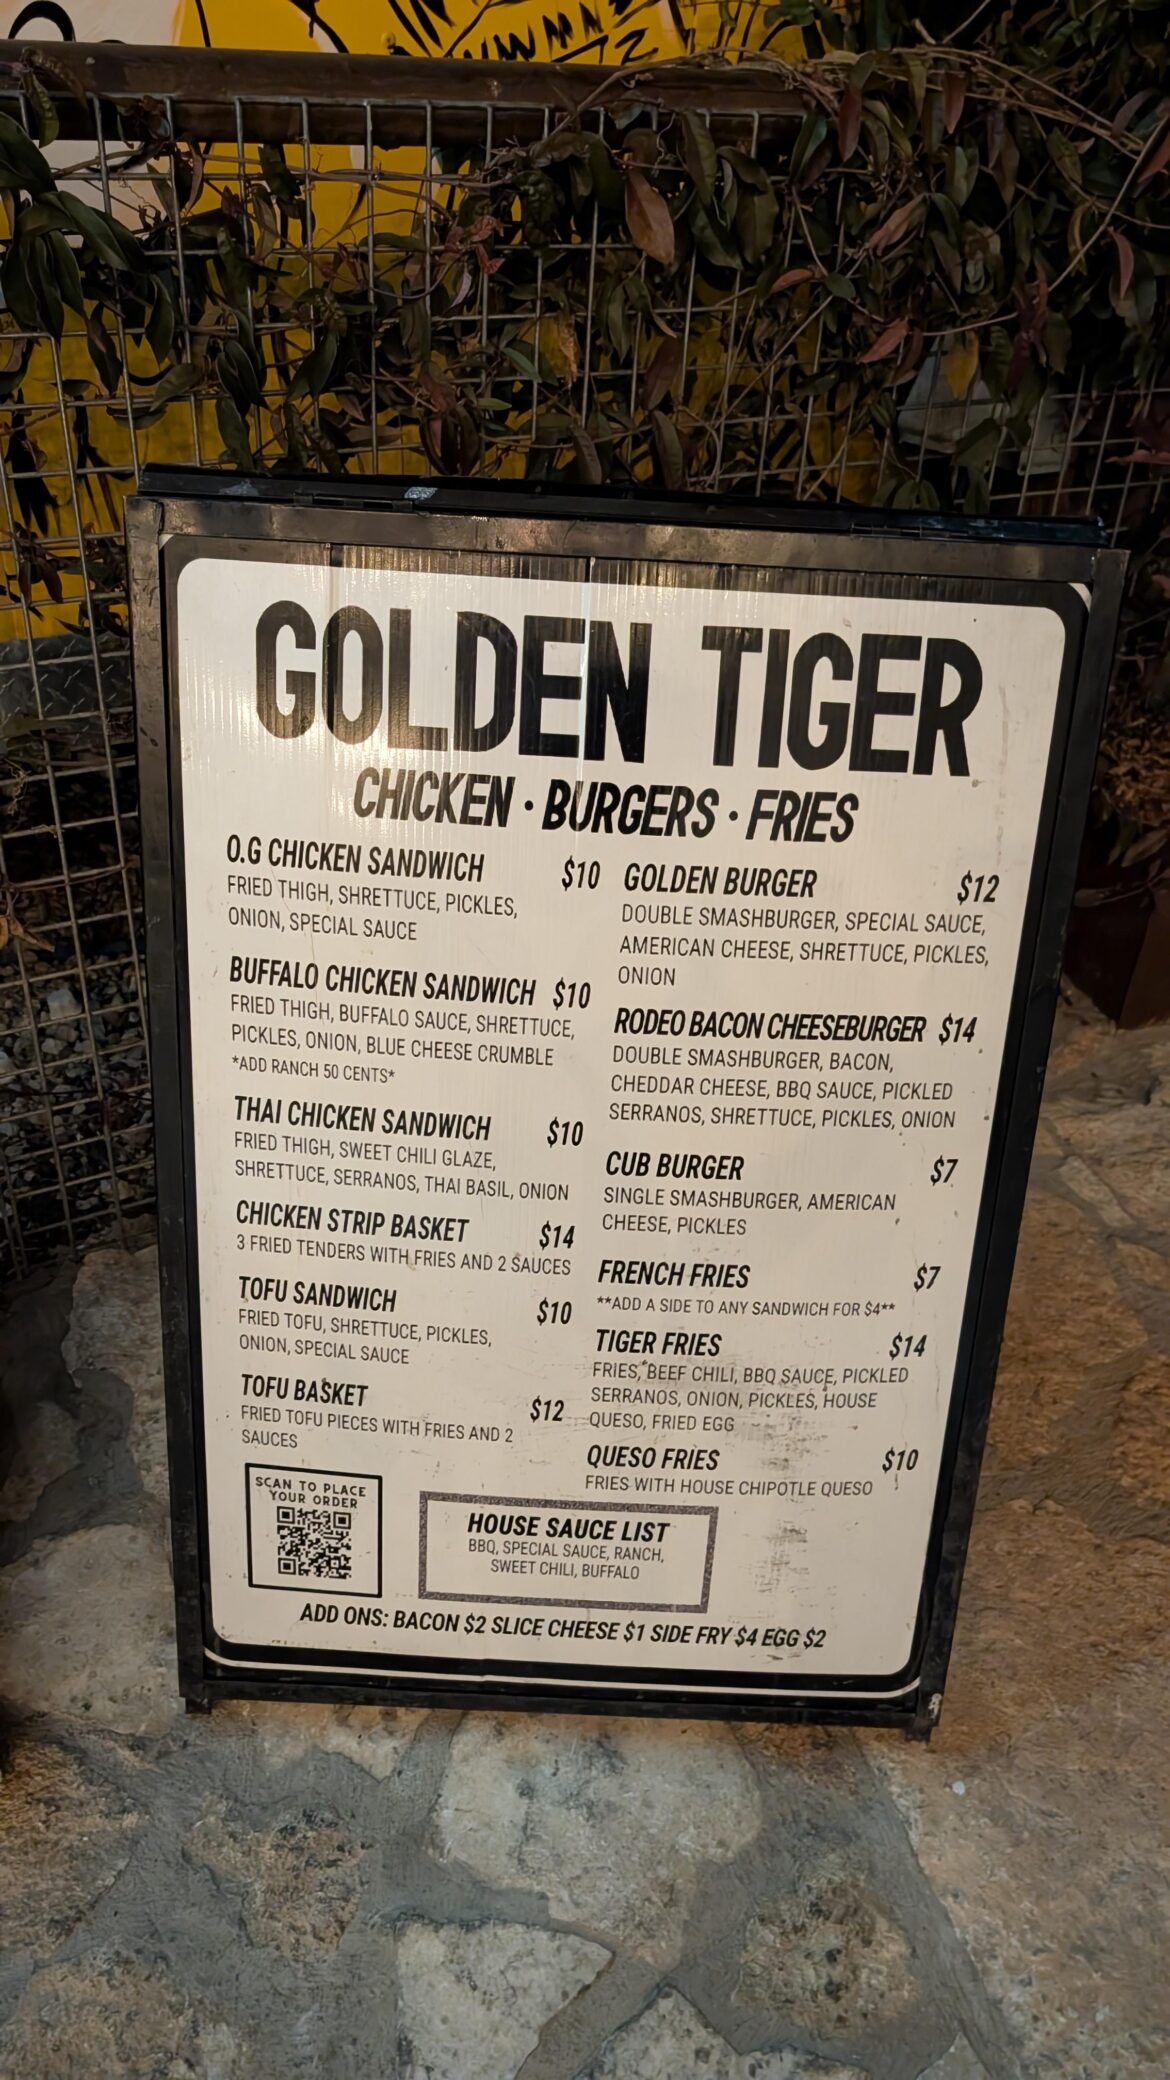 GOLDEN TIGER
CHICKEN · BURGERS · FRIES
O.G CHICKEN SANDWICH $10
FRIED THIGH, SHRETTUCE, PICKLES,
ONION, SPECIAL SAUCE
BUFFALO CHICKEN SANDWICH $10
FRIED THIGH, BUFFALO SAUCE, SHRETTUCE,
PICKLES, ONION, BLUE CHEESE CRUMBLE
*ADD RANCH 50 CENTS*
THAI CHICKEN SANDWICH $10
FRIED THIGH, SWEET CHILI GLAZE,
SHRETTUCE, SERRANOS, THAI BASIL, ONION
CHICKEN STRIP BASKET $14
3 FRIED TENDERS WITH FRIES AND 2 SAUCES
TOFU SANDWICH $10
FRIED TOFU, SHRETTUCE, PICKLES,
ONION, SPECIAL SAUCE
TOFU BASKET $12
FRIED TOFU PIECES WITH FRIES AND 2
SAUCES
GOLDEN BURGER $12
DOUBLE SMASHBURGER, SPECIAL SAUCE,
AMERICAN CHEESE, SHRETTUCE, PICKLES,
ONION
RODEO BACON CHEESEBURGER $14
DOUBLE SMASHBURGER, BACON,
CHEDDAR CHEESE, BBQ SAUCE, PICKLED
SERRANOS, SHRETTUCE, PICKLES, ONION
CUB BURGER $7
SINGLE SMASHBURGER, AMERICAN
CHEESE, PICKLES
FRENCH FRIES $7
**ADD A SIDE TO ANY SANDWICH FOR $4**
TIGER FRIES $14
FRIES, BEEF CHILI, BBQ SAUCE, PICKLED
SERRANOS, ONION, PICKLES, HOUSE
QUESO, FRIED EGG
QUESO FRIES $10
FRIES WITH HOUSE CHIPOTLE QUESO
SCAN TO PLACE
YOUR ORDER
HOUSE SAUCE LIST
BBQ, SPECIAL SAUCE, RANCH,
SWEET CHILI, BUFFALO
ADD ONS: BACON $2 SLICE CHEESE $1 SIDE FRY $4 EGG $2